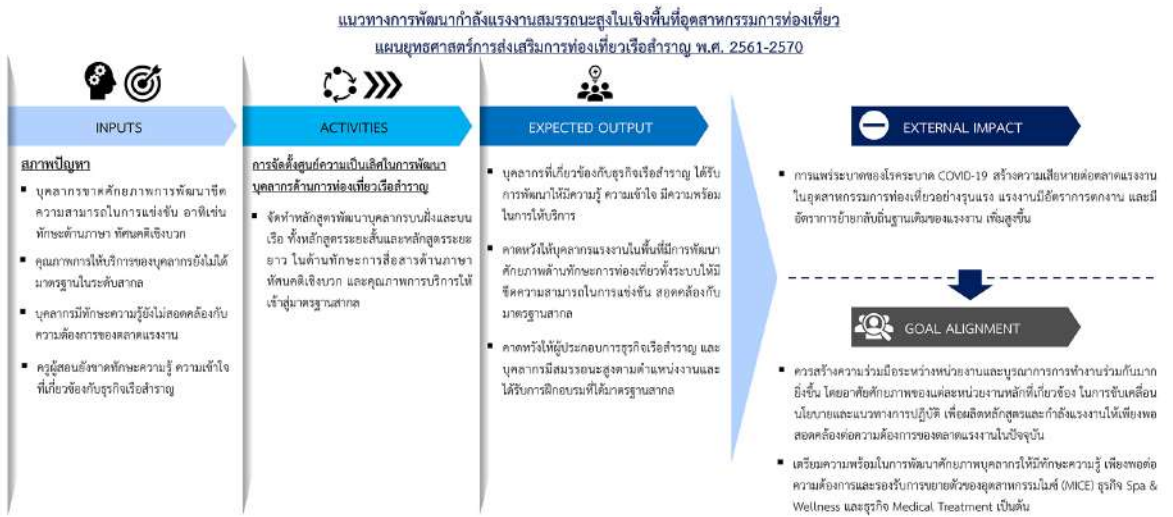 แนวทางการพัฒนากำลังแรงงานสมรรถนะสูงในเชิงพื้นที่อุตสาหกรรมการท่องเที่ยว
แผนยุทธศาสตร์การส่งเสริมการท่องเที่ยวเรือสำราญ พ.ศ. 2561-2570
INPUTS
สภาพปัญหา
▪ บุคลากรขาดศักยภาพการพัฒนาขีด
ความสามารถในการแข่งขัน อาทิเช่น
ทักษะด้านภาษา ทัศนคติเชิงบวก
▪ คุณภาพการให้บริการของบุคลากรยังไม่ได้
มาตรฐานในระดับสากล
▪ บุคลากรมีทักษะความรู้ยังไม่สอดคล้องกับ
ความต้องการของตลาดแรงงาน
▪ ครูผู้สอนยังขาดทักษะความรู้ ความเข้าใจ
ที่เกี่ยวข้องกับธุรกิจเรือสำราญ
ACTIVITIES
การจัดตั้งศูนย์ความเป็นเลิศในการพัฒนา
บุคลากรด้านการท่องเที่ยวเรือสำราญ
▪ จัดทำหลักสูตรพัฒนาบุคลากรบนฝั่งและบน
เรือ ทั้งหลักสูตรระยะสั้นและหลักสูตรระยะ
ยาว ในด้านทักษะการสื่อสารด้านภาษา
ทัศนคติเชิงบวก และคุณภาพการบริการให้
เข้าสู่มาตรฐานสากล
EXPECTED OUTPUT
▪ บุคลากรที่เกี่ยวข้องกับธุรกิจเรือสำราญ ได้รับ
การพัฒนาให้มีความรู้ ความเข้าใจ มีความพร้อม
ในการให้บริการ
▪ คาดหวังให้บุคลากรแรงงานในพื้นที่มีการพัฒนา
ศักยภาพด้านทักษะการท่องเที่ยวทั้งระบบให้มี
ขีดความสามารถในการแข่งขัน สอดคล้องกับ
มาตรฐานสากล
▪ คาดหวังให้ผู้ประกอบการธุรกิจเรือสำราญ และ
บุคลากรมีสมรรถนะสูงตามตำแหน่งงานและ
ได้รับการฝึกอบรมที่ได้มาตรฐานสากล
EXTERNAL IMPACT
▪ การแพร่ระบาดของโรคระบาด COVID-19 สร้างความเสียหายต่อตลาดแรงงาน
ในอุตสาหกรรมการท่องเที่ยวอย่างรุนแรง แรงงานมีอัตราการตกงาน และมี
อัตราการย้ายกลับถิ่นฐานเดิมของแรงงาน เพิ่มสูงขึ้น
GOAL ALIGNMENT
▪ ควรสร้างความร่วมมือระหว่างหน่วยงานและบูรณาการการทำงานร่วมกันมาก
ยิ่งขึ้น โดยอาศัยศักยภาพของแต่ละหน่วยงานหลักที่เกี่ยวข้อง ในการขับเคลื่อน
นโยบายและแนวทางการปฏิบัติ เพื่อผลิตหลักสูตรและกำลังแรงงานให้เพียงพอ
สอดคล้องต่อความต้องการของตลาดแรงงานในปัจจุบัน
▪ เตรียมความพร้อมในการพัฒนาศักยภาพบุคลากรให้มีทักษะความรู้ เพียงพอต่อ
ความต้องการและรองรับการขยายตัวของอุตสาหกรรมไมซ์ (MICE) ธุรกิจ Spa &
Wellness และธุรกิจ Medical Treatment เป็นต้น